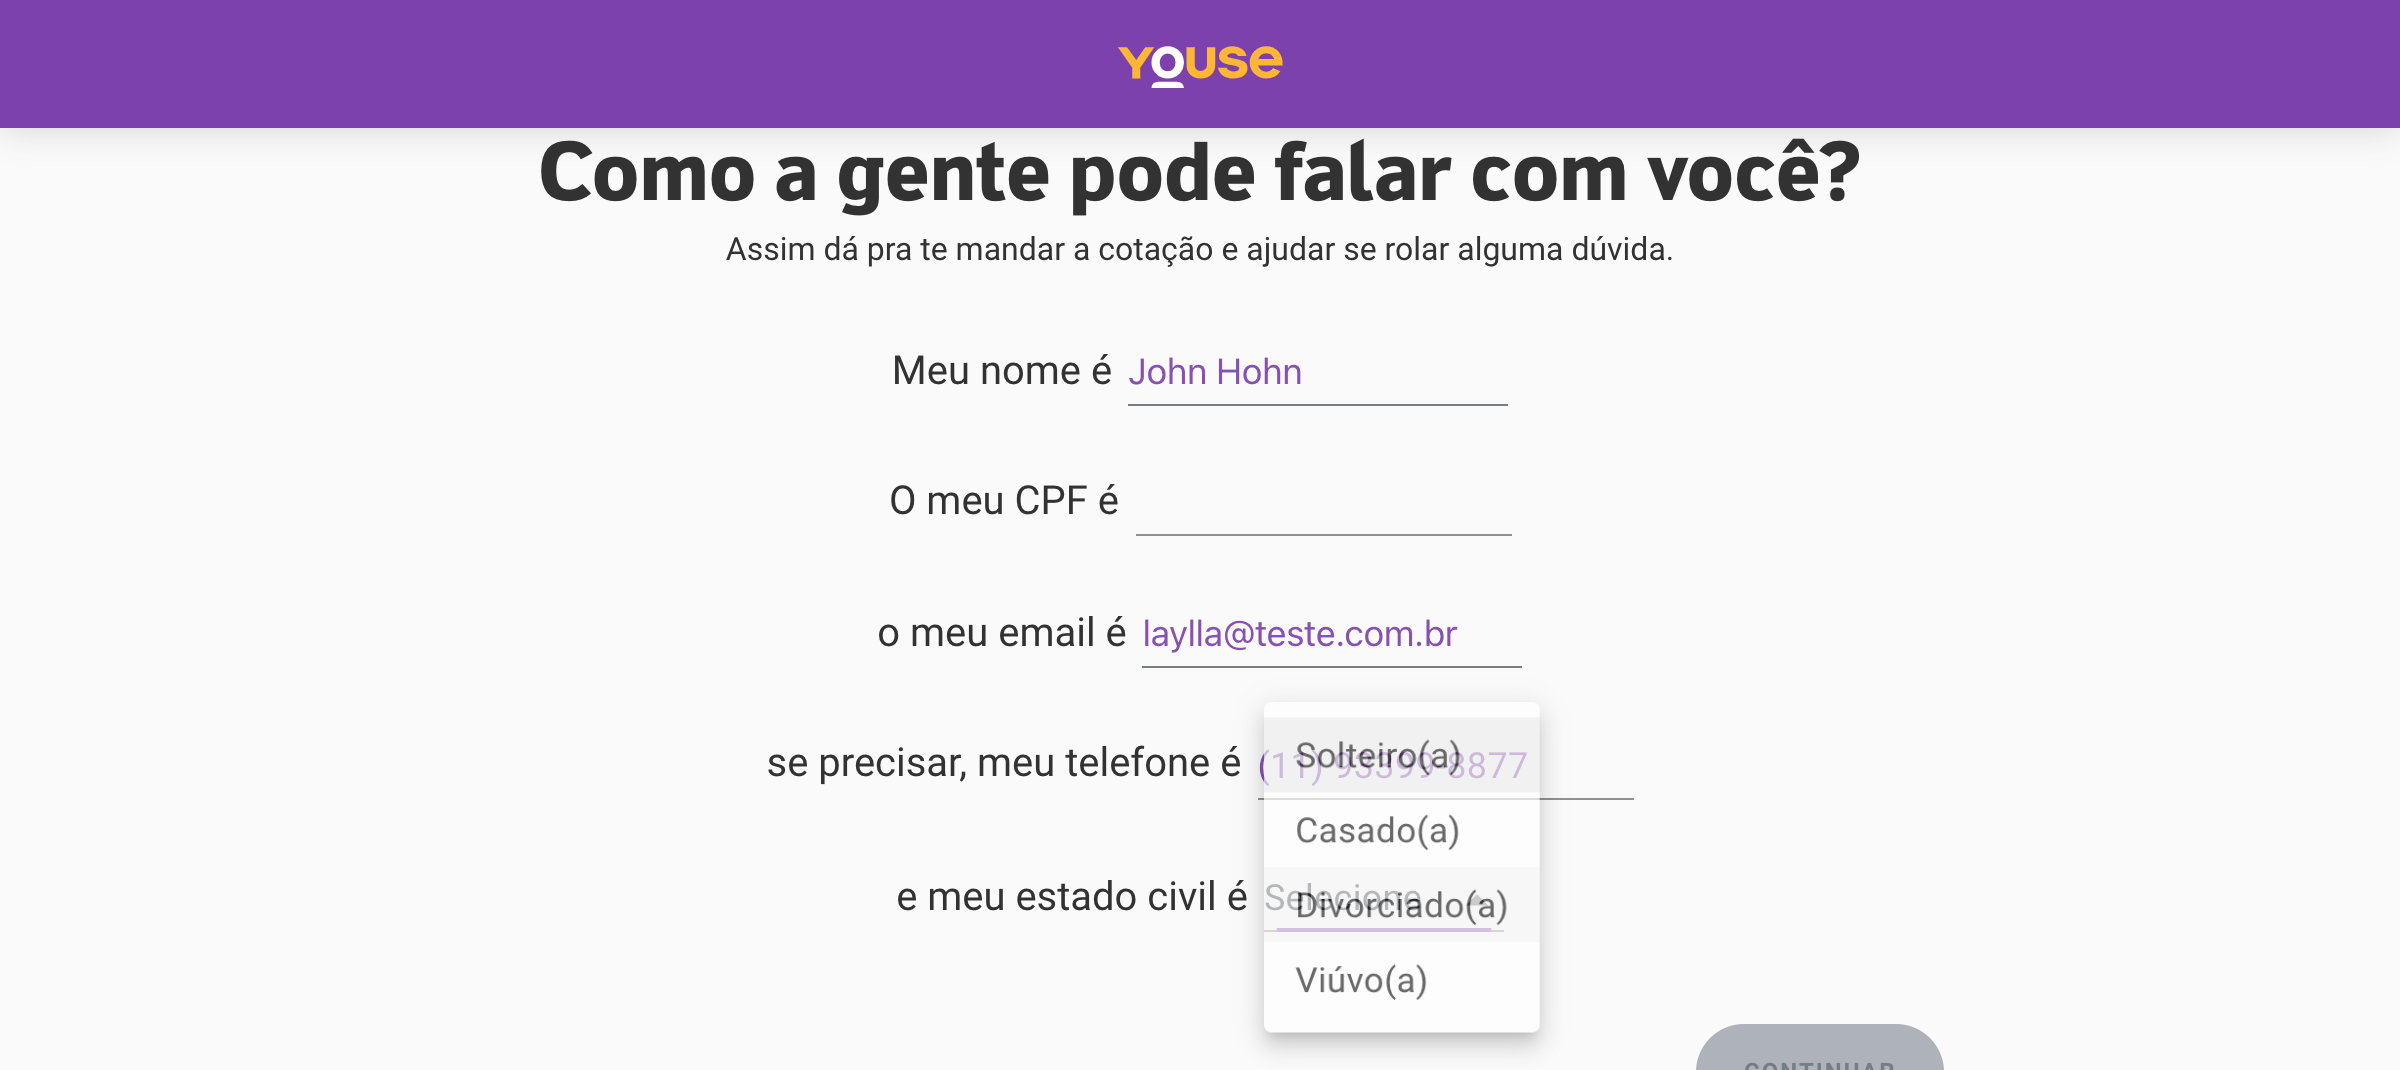 YOUSE
Como a gente pode falar com você?
Assim dá pra te mandar a cotação e ajudar se rolar alguma dúvida.
Meu nome é John Hohn
O meu CPF é
o meu email é laylla@teste.com.br
se precisar, meu telefone é (11) 93399-8877
Solteiro(a)
Casado(a)
e meu estado civil é Selecione
Divorciado(a)
Viúvo(a)
CONTINUAR